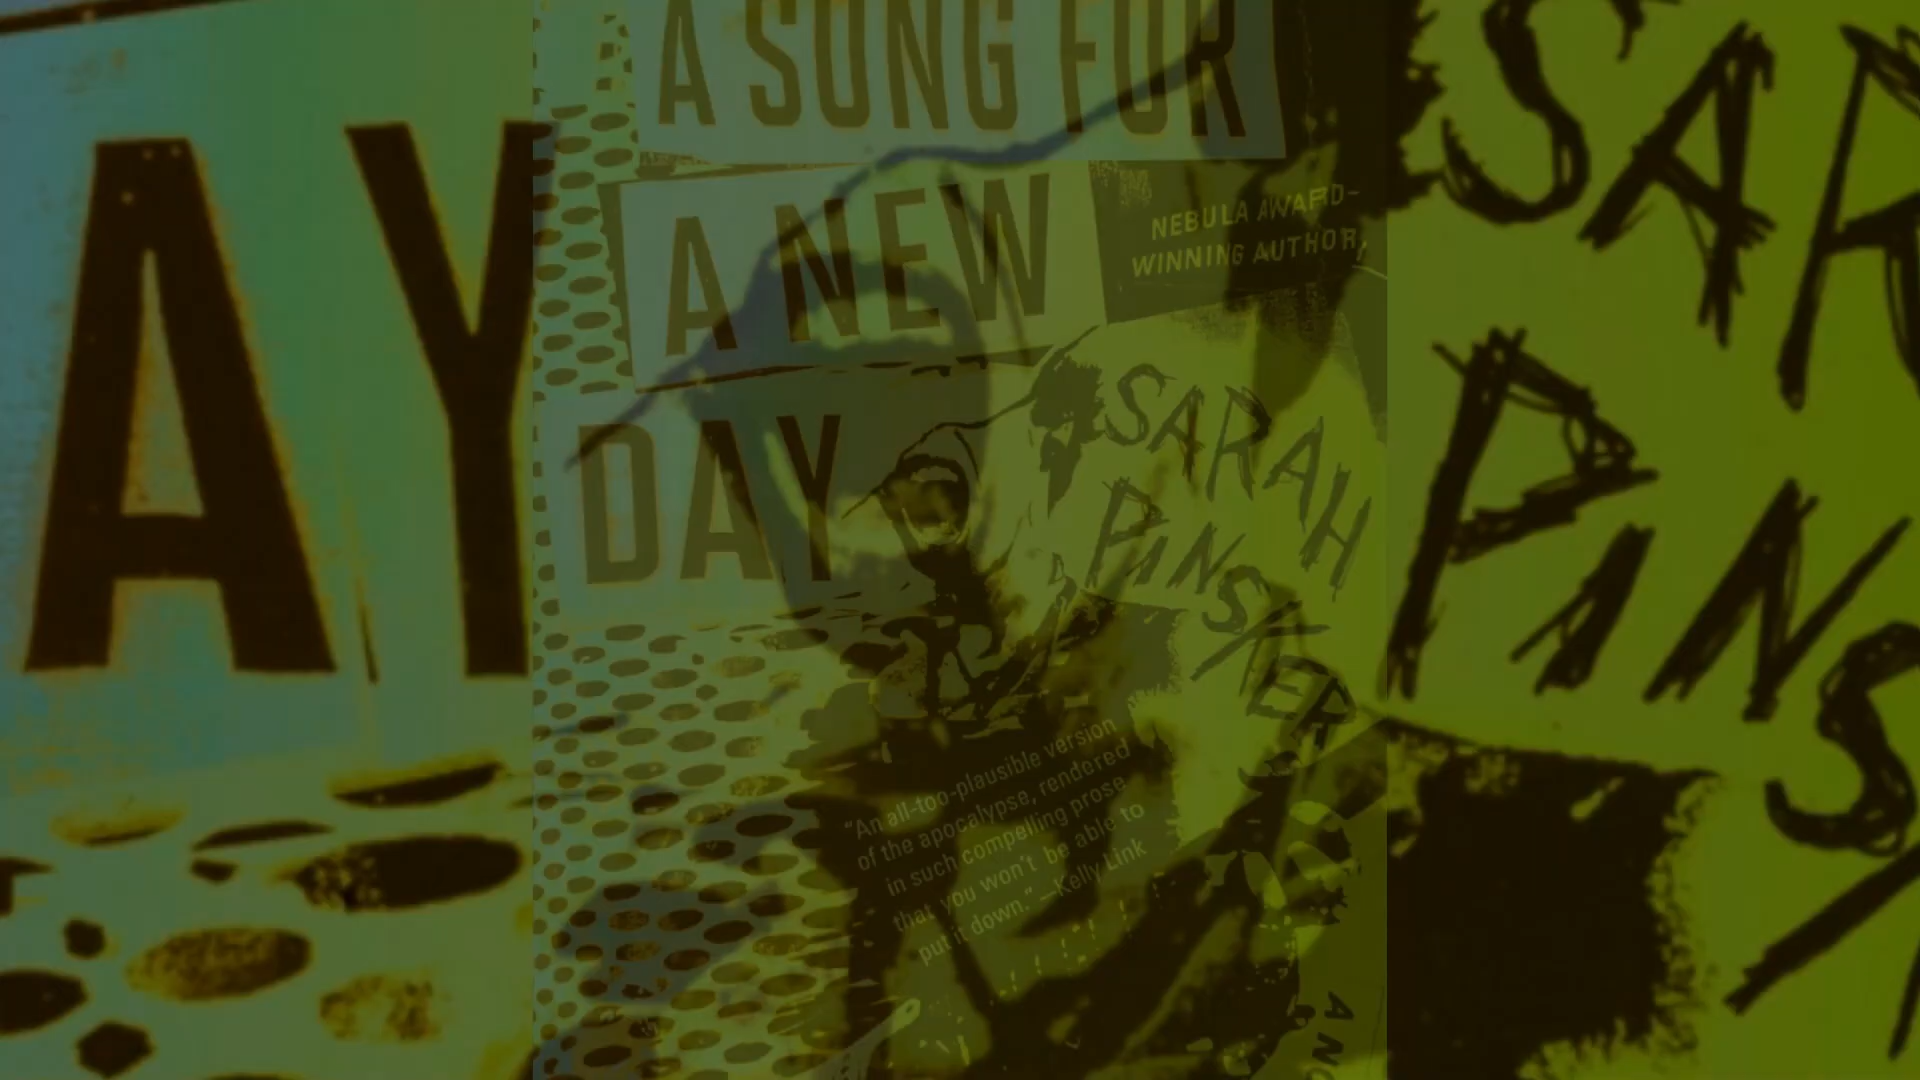 A SONG FOR
A NEW
NEBULA AWARD-
WINNING AUTHOR,
DAY
SARAH
PINSKER
"An all-too-plausible version
of the apocalypse, rendered
in such compelling prose
that you won't be able to
put it down." —Kelly Link
AY
SAR
PINS